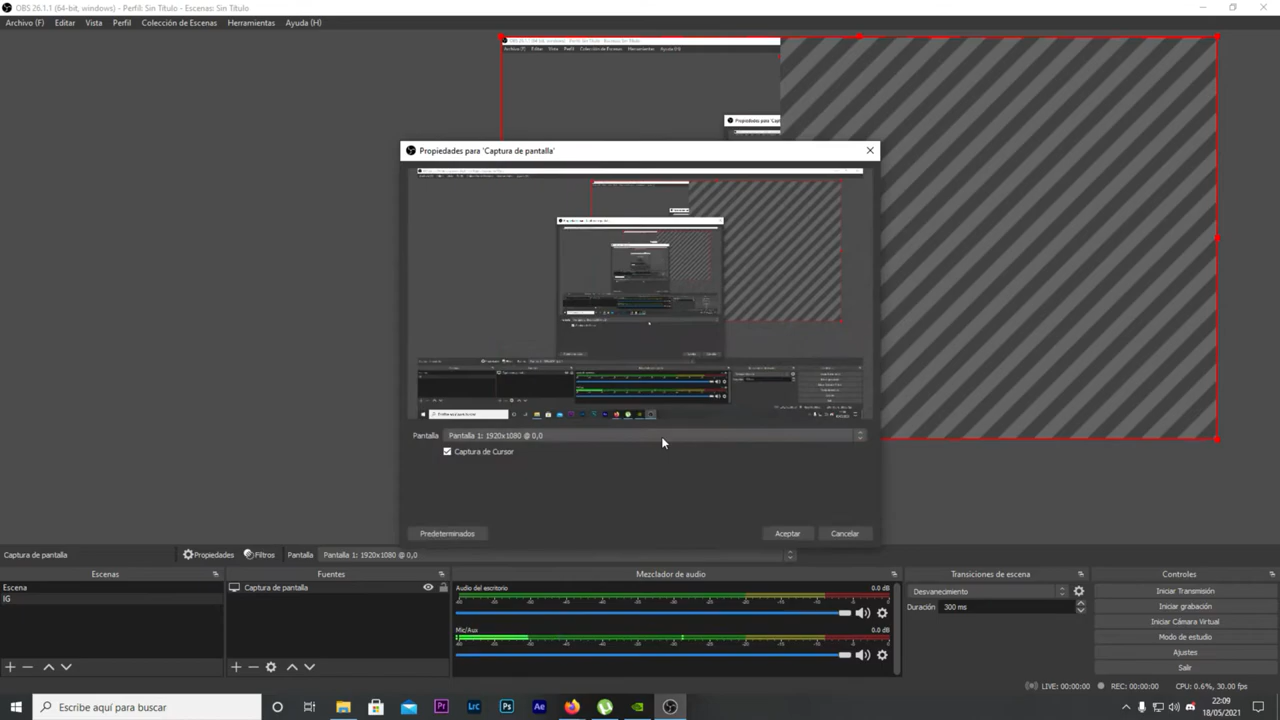 OBS 26.1.1 (64-bit, windows) - Perfil: Sin Título - Escenas: Sin Título
Archivo (F) Editar Vista Perfil Colección de Escenas Herramientas Ayuda (H)
Propiedades para 'Captura de pantalla'
Pantalla Pantalla 1: 1920x1080 @ 0,0
Captura de Cursor
Predeterminados Aceptar Cancelar
Captura de pantalla Propiedades Filtros Pantalla Pantalla 1: 1920x1080 @ 0,0
Escenas Fuentes Mezclador de audio Transiciones de escena Controles
Escena
IG
Captura de pantalla
Audio del escritorio 0.0 dB
Mic/Aux 0.0 dB
Desvanecimiento
Duración 300 ms
Iniciar Transmisión
Iniciar grabación
Iniciar Cámara Virtual
Modo de estudio
Ajustes
Salir
LIVE: 00:00:00 REC: 00:00:00 CPU: 0.6%, 30.00 fps
Escribe aquí para buscar
Pr Lrc Ps Ae
22:09
18/05/2021